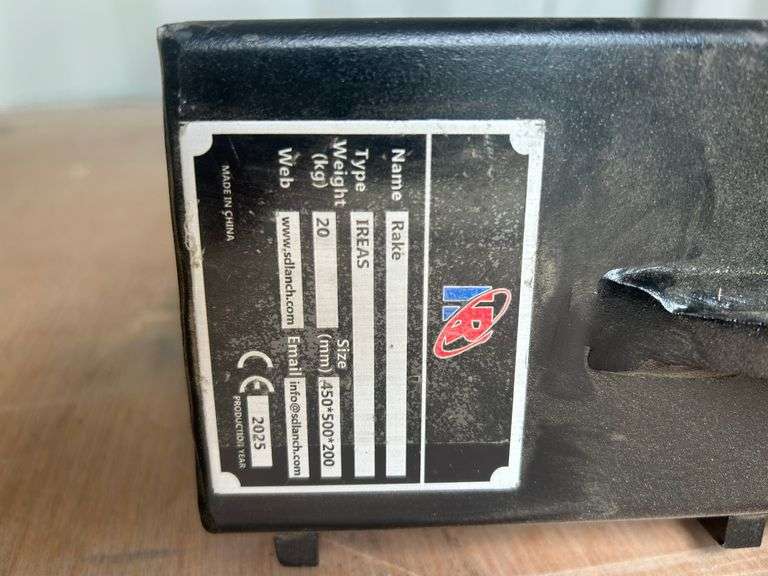 IR
Name Rake
Type IREAS
Weight (kg) 20 Size (mm) 450*500*200
Web www.sdlanch.com Email info@sdlanch.com
MADE IN CHINA CE 2025
PRODUCTION YEAR